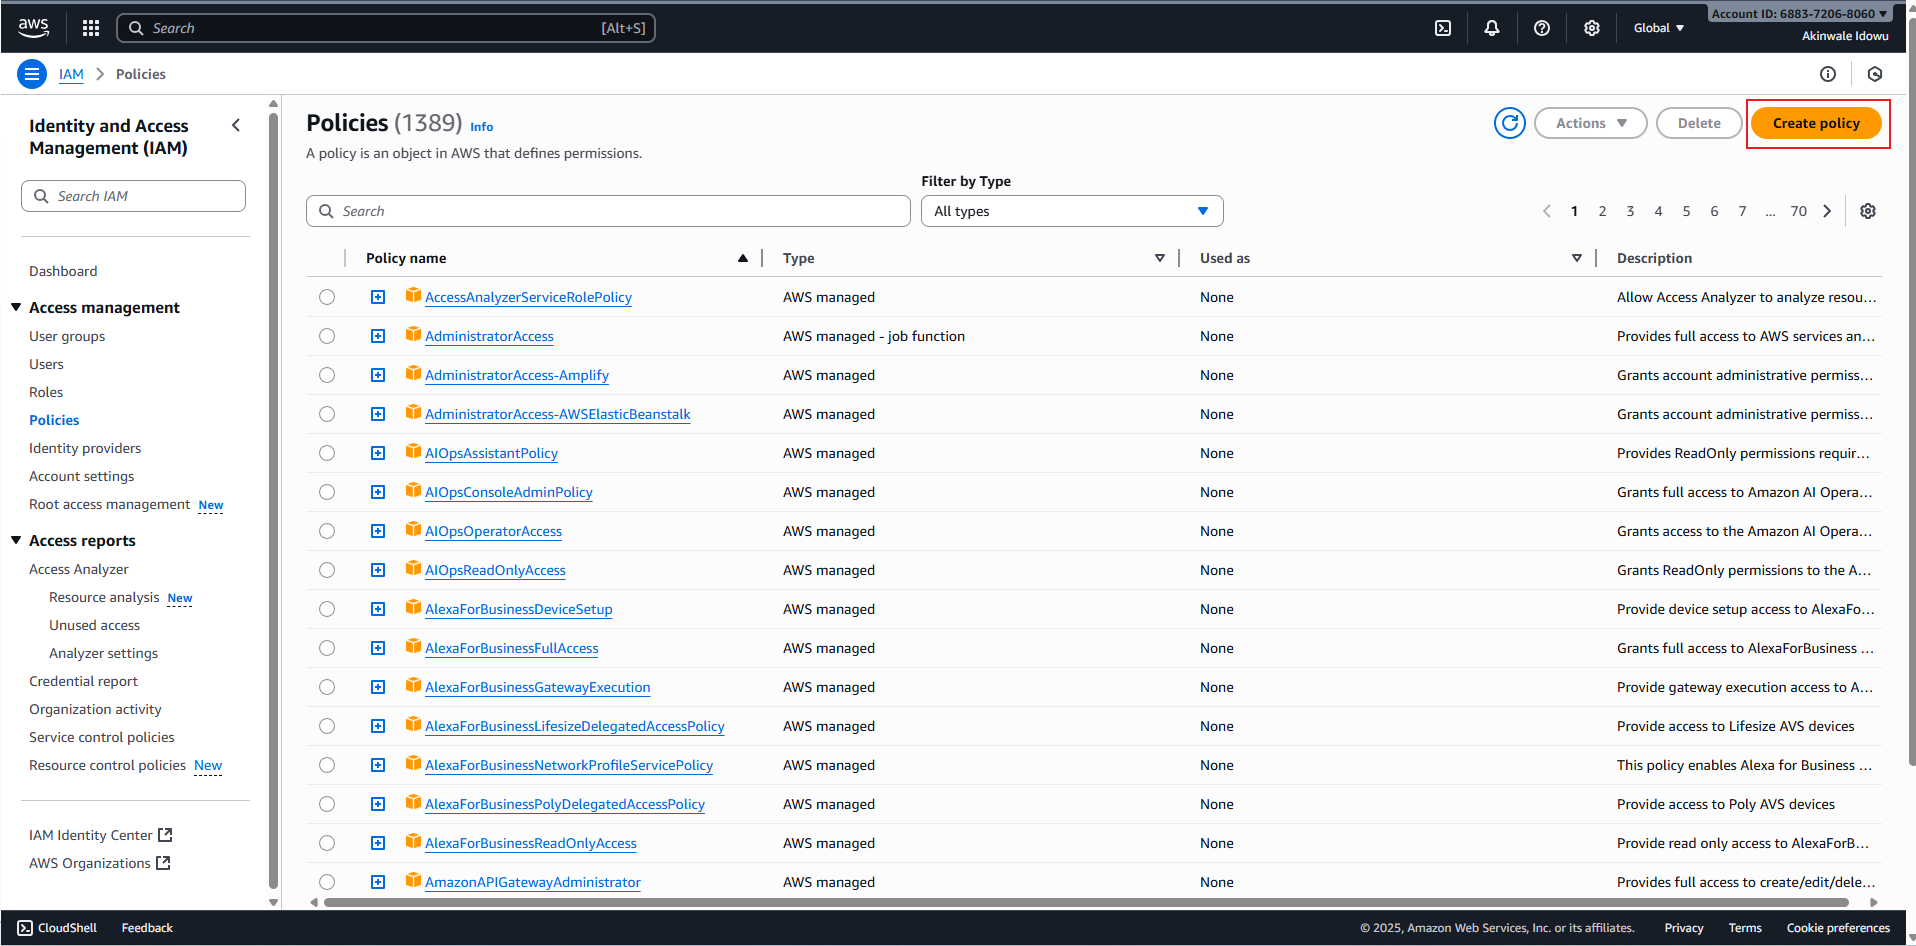 aws
Search
[Alt+S]
Global
Account ID: 6883-7206-8060
Akinwale Idowu
IAM
Policies
Identity and Access
Management (IAM)
Search IAM
Dashboard
Access management
User groups
Users
Roles
Policies
Identity providers
Account settings
Root access management New
Access reports
Access Analyzer
Resource analysis New
Unused access
Analyzer settings
Credential report
Organization activity
Service control policies
Resource control policies New
IAM Identity Center
AWS Organizations
Policies (1389) Info
A policy is an object in AWS that defines permissions.
Actions
Delete
Create policy
Filter by Type
Search
All types
1 2 3 4 5 6 7 ... 70
Policy name Type Used as Description
AccessAnalyzerServiceRolePolicy AWS managed None Allow Access Analyzer to analyze resou...
AdministratorAccess AWS managed - job function None Provides full access to AWS services an...
AdministratorAccess-Amplify AWS managed None Grants account administrative permiss...
AdministratorAccess-AWSElasticBeanstalk AWS managed None Grants account administrative permiss...
AIOpsAssistantPolicy AWS managed None Provides ReadOnly permissions requir...
AIOpsConsoleAdminPolicy AWS managed None Grants full access to Amazon AI Opera...
AIOpsOperatorAccess AWS managed None Grants access to the Amazon AI Opera...
AIOpsReadOnlyAccess AWS managed None Grants ReadOnly permissions to the A...
AlexaForBusinessDeviceSetup AWS managed None Provide device setup access to AlexaFo...
AlexaForBusinessFullAccess AWS managed None Grants full access to AlexaForBusiness ...
AlexaForBusinessGatewayExecution AWS managed None Provide gateway execution access to A...
AlexaForBusinessLifesizeDelegatedAccessPolicy AWS managed None Provide access to Lifesize AVS devices
AlexaForBusinessNetworkProfileServicePolicy AWS managed None This policy enables Alexa for Business ...
AlexaForBusinessPolyDelegatedAccessPolicy AWS managed None Provide access to Poly AVS devices
AlexaForBusinessReadOnlyAccess AWS managed None Provide read only access to AlexaForB...
AmazonAPIGatewayAdministrator AWS managed None Provides full access to create/edit/dele...
CloudShell
Feedback
© 2025, Amazon Web Services, Inc. or its affiliates.
Privacy
Terms
Cookie preferences